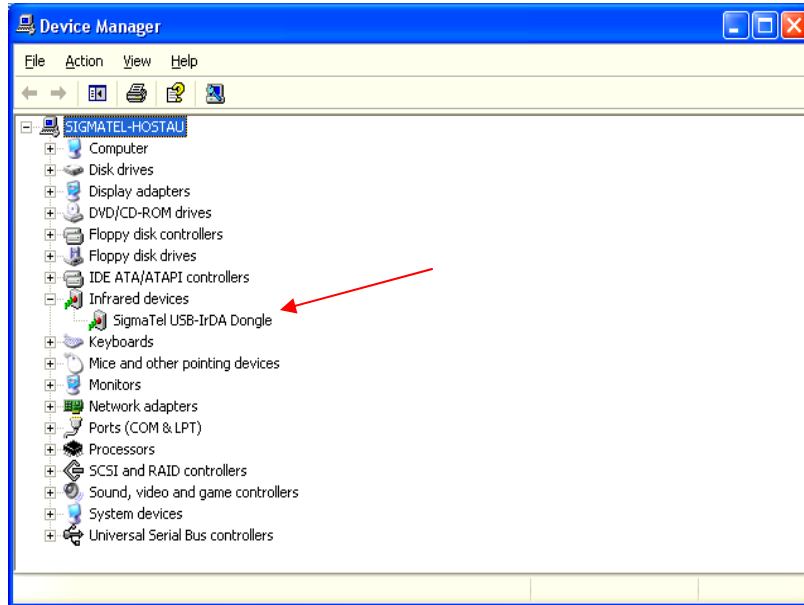 Device Manager
File Action View Help
SIGMATEL-HOSTAU
Computer
Disk drives
Display adapters
DVD/CD-ROM drives
Floppy disk controllers
Floppy disk drives
IDE ATA/ATAPI controllers
Infrared devices
SigmaTel USB-IrDA Dongle
Keyboards
Mice and other pointing devices
Monitors
Network adapters
Ports (COM & LPT)
Processors
SCSI and RAID controllers
Sound, video and game controllers
System devices
Universal Serial Bus controllers